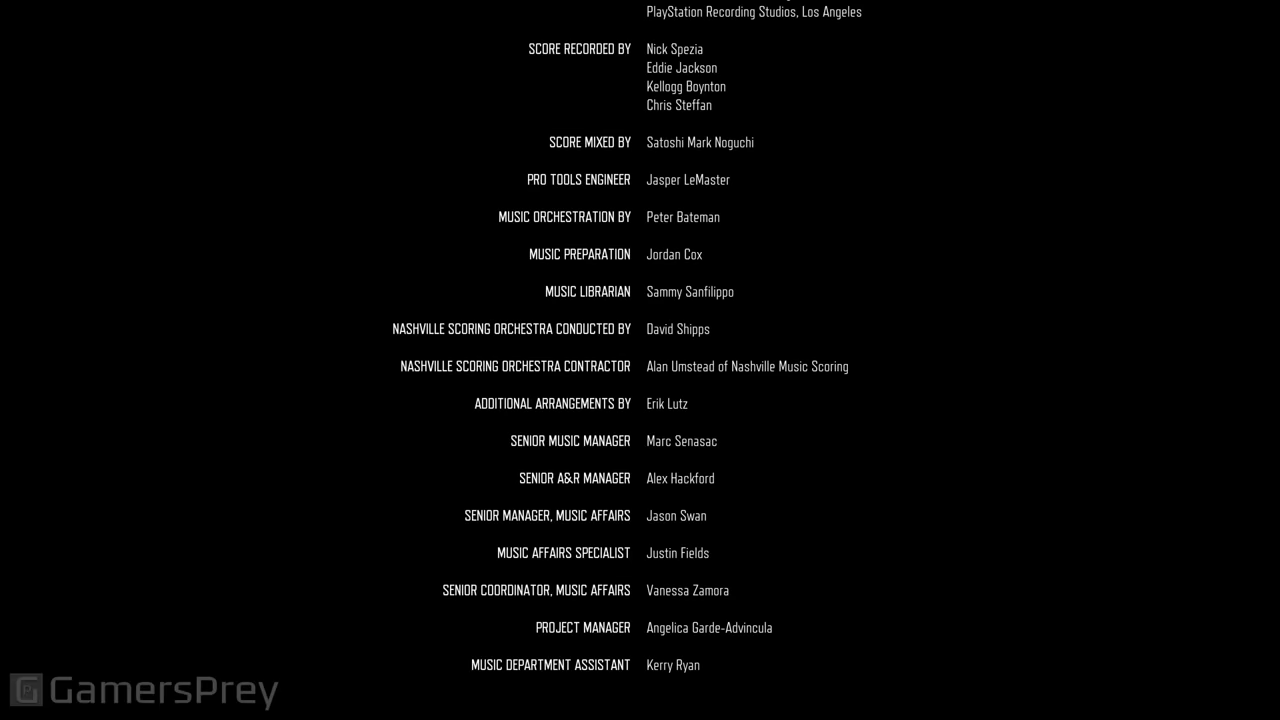 PlayStation Recording Studios, Los Angeles
SCORE RECORDED BY Nick Spezia
Eddie Jackson
Kellogg Boynton
Chris Steffan
SCORE MIXED BY Satoshi Mark Noguchi
PRO TOOLS ENGINEER Jasper LeMaster
MUSIC ORCHESTRATION BY Peter Bateman
MUSIC PREPARATION Jordan Cox
MUSIC LIBRARIAN Sammy Sanfilippo
NASHVILLE SCORING ORCHESTRA CONDUCTED BY David Shipps
NASHVILLE SCORING ORCHESTRA CONTRACTOR Alan Umstead of Nashville Music Scoring
ADDITIONAL ARRANGEMENTS BY Erik Lutz
SENIOR MUSIC MANAGER Marc Senasac
SENIOR A&R MANAGER Alex Hackford
SENIOR MANAGER, MUSIC AFFAIRS Jason Swan
MUSIC AFFAIRS SPECIALIST Justin Fields
SENIOR COORDINATOR, MUSIC AFFAIRS Vanessa Zamora
PROJECT MANAGER Angelica Garde-Advincula
MUSIC DEPARTMENT ASSISTANT Kerry Ryan
GamersPrey